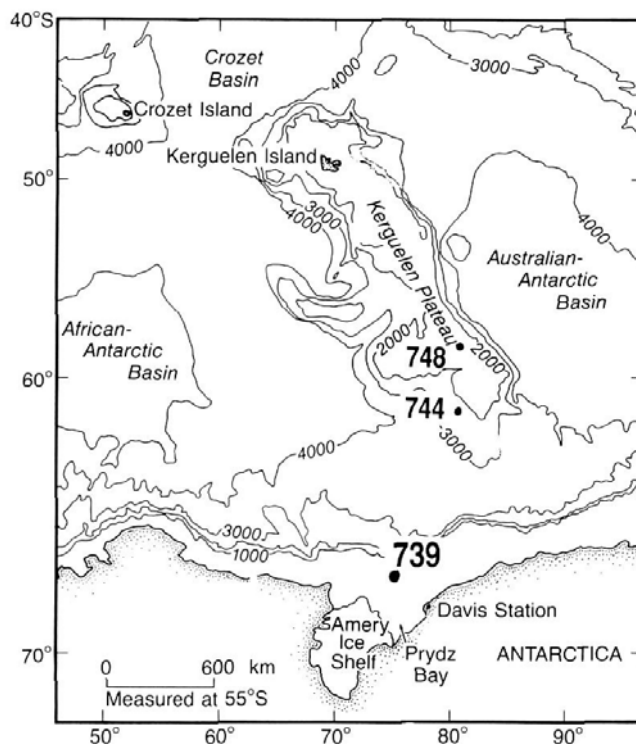 40°S
Crozet
Basin
4000
3000
Crozet Island
4000
Kerguelen Island
50°
3000
4000
Kerguelen Plateau
4000
Australian-
Antarctic
Basin
African-
Antarctic
Basin
2000
748
2000
60°
744
4000
3000
3000
1000
739
Davis Station
Amery
Ice
Shelf
Prydz
Bay
ANTARCTICA
0 600 km
Measured at 55°S
70°
50° 60° 70° 80° 90°